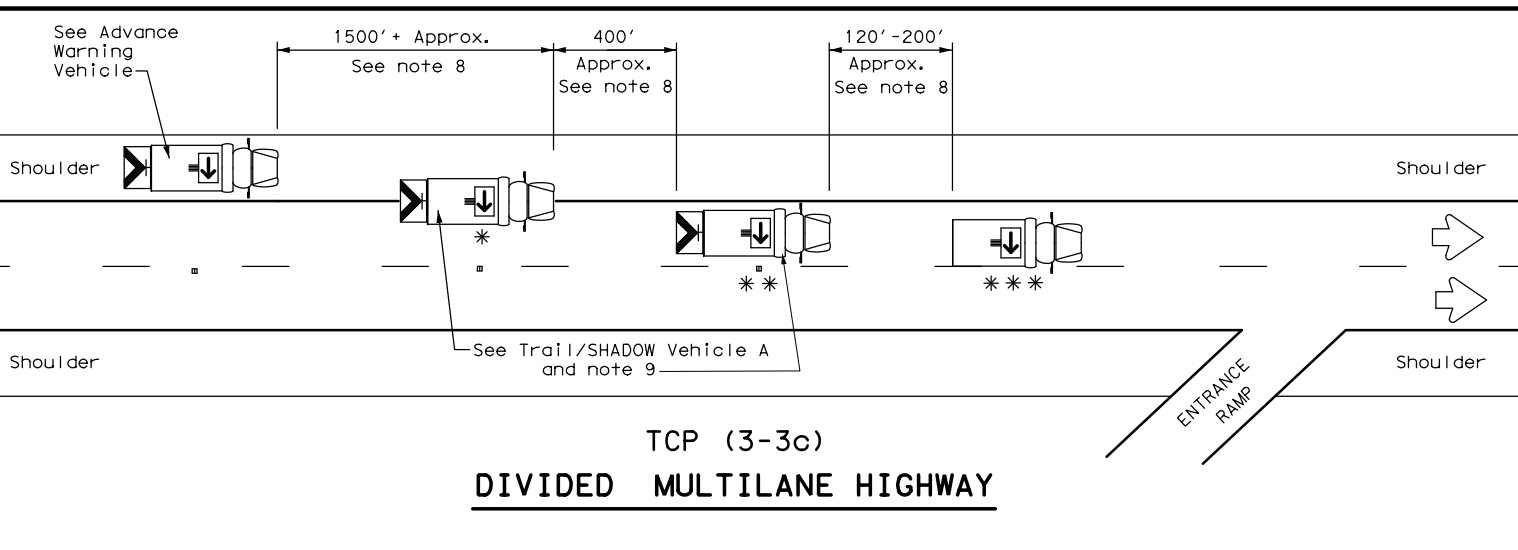 See Advance
Warning
Vehicle
1500'+ Approx.
See note 8
400'
Approx.
See note 8
120'-200'
Approx.
See note 8
Shoulder
Shoulder
*
* *
* * *
See Trail/SHADOW Vehicle A
and note 9
Shoulder
Shoulder
ENTRANCE
RAMP
TCP (3-3c)
DIVIDED MULTILANE HIGHWAY